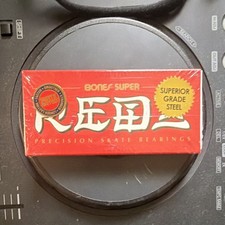 BONES SUPER
REDS
SUPERIOR
GRADE
STEEL
PRECISION SKATE BEARINGS